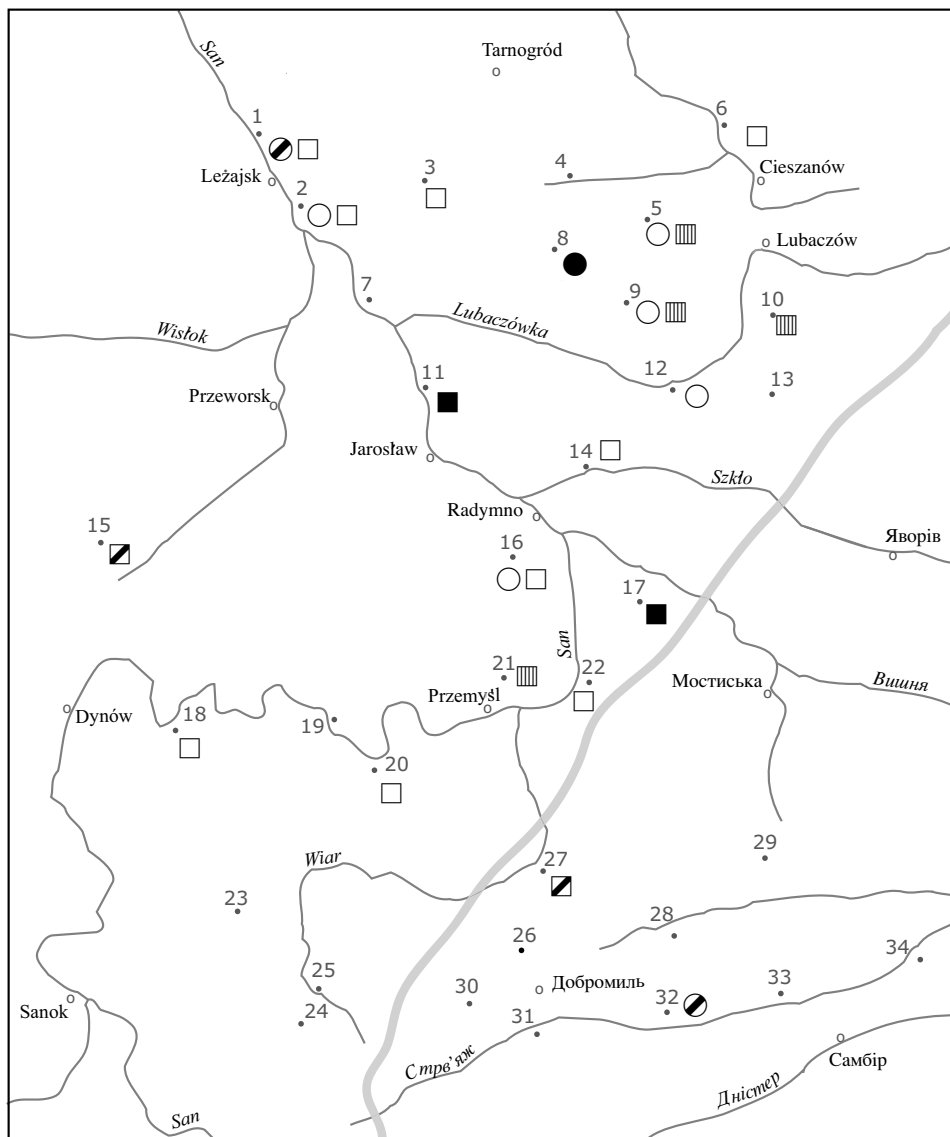 San
Tarnogród
1
6
3
4
Leżajsk
Cieszanów
2
5
8
Lubaczów
7
9
10
Lubaczówka
Wisłok
11
12
13
Przeworsk
Jarosław
14
Szkło
Radymno
15
16
Яворів
17
San
21
22
Мостиська
Вишня
Dynów
18
19
Przemyśl
20
Wiar
27
29
23
28
26
34
25
30
Добромиль
33
Sanok
24
31
32
Стрв’яж
Самбір
San
Дністер